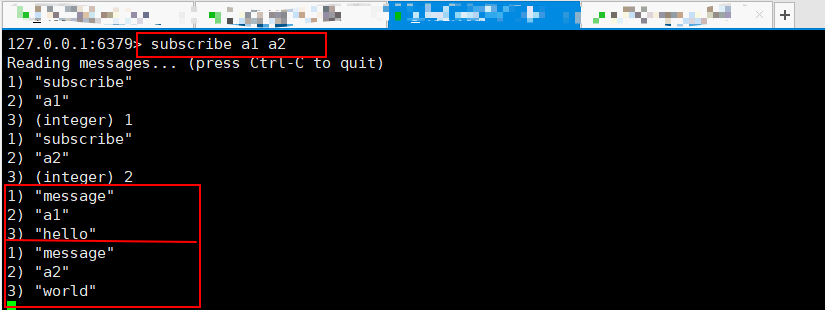 127.0.0.1:6379> subscribe a1 a2
Reading messages... (press Ctrl-C to quit)
1) "subscribe"
2) "a1"
3) (integer) 1
1) "subscribe"
2) "a2"
3) (integer) 2
1) "message"
2) "a1"
3) "hello"
1) "message"
2) "a2"
3) "world"